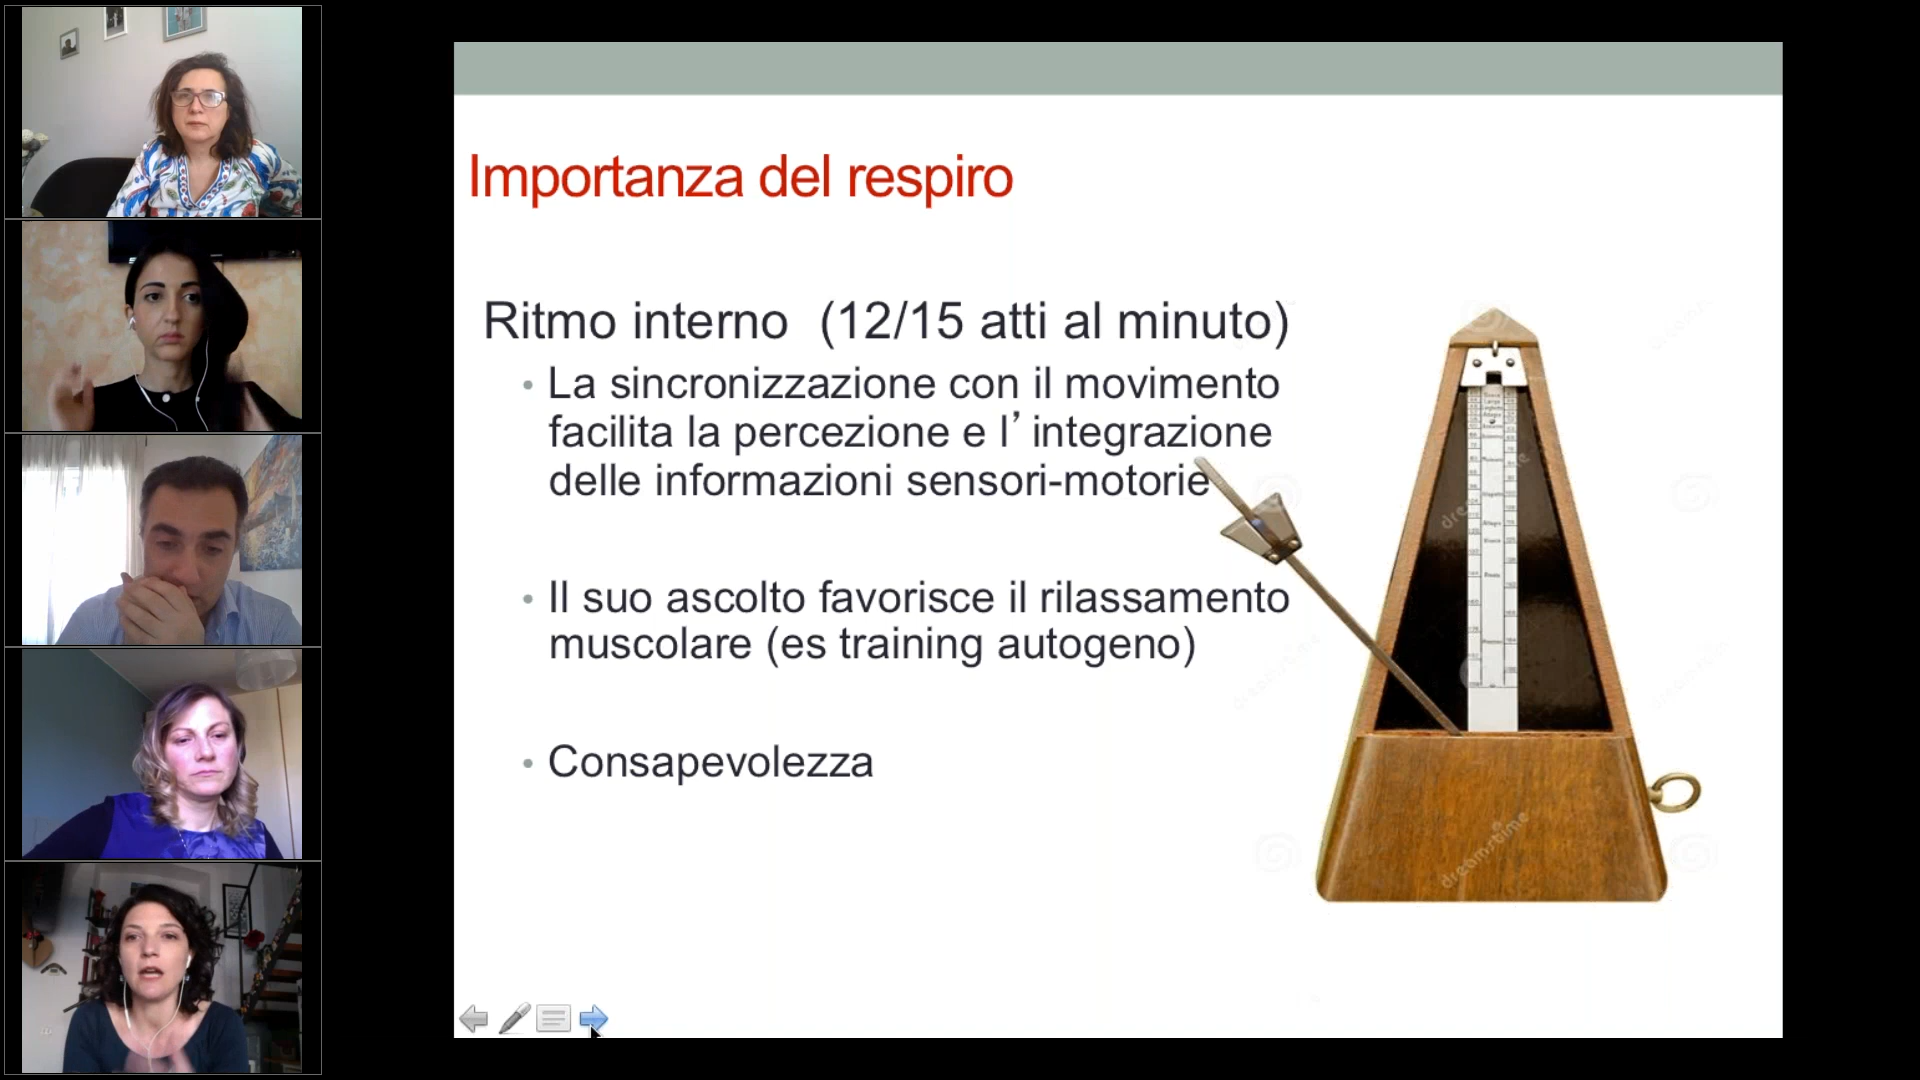 Importanza del respiro
Ritmo interno (12/15 atti al minuto)
• La sincronizzazione con il movimento
facilita la percezione e l’ integrazione
delle informazioni sensori-motorie
• Il suo ascolto favorisce il rilassamento
muscolare (es training autogeno)
• Consapevolezza
dreamstime